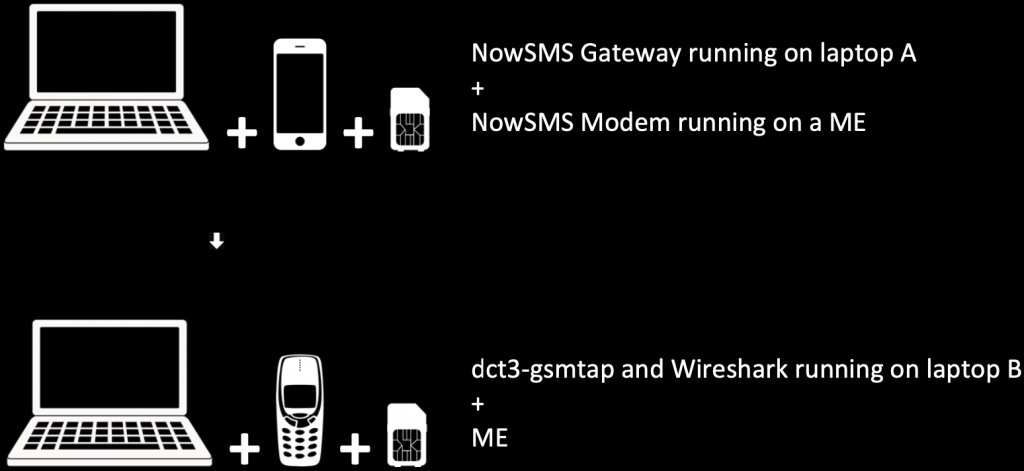 NowSMS Gateway running on laptop A
+
NowSMS Modem running on a ME
dct3-gsmtap and Wireshark running on laptop B
+
ME